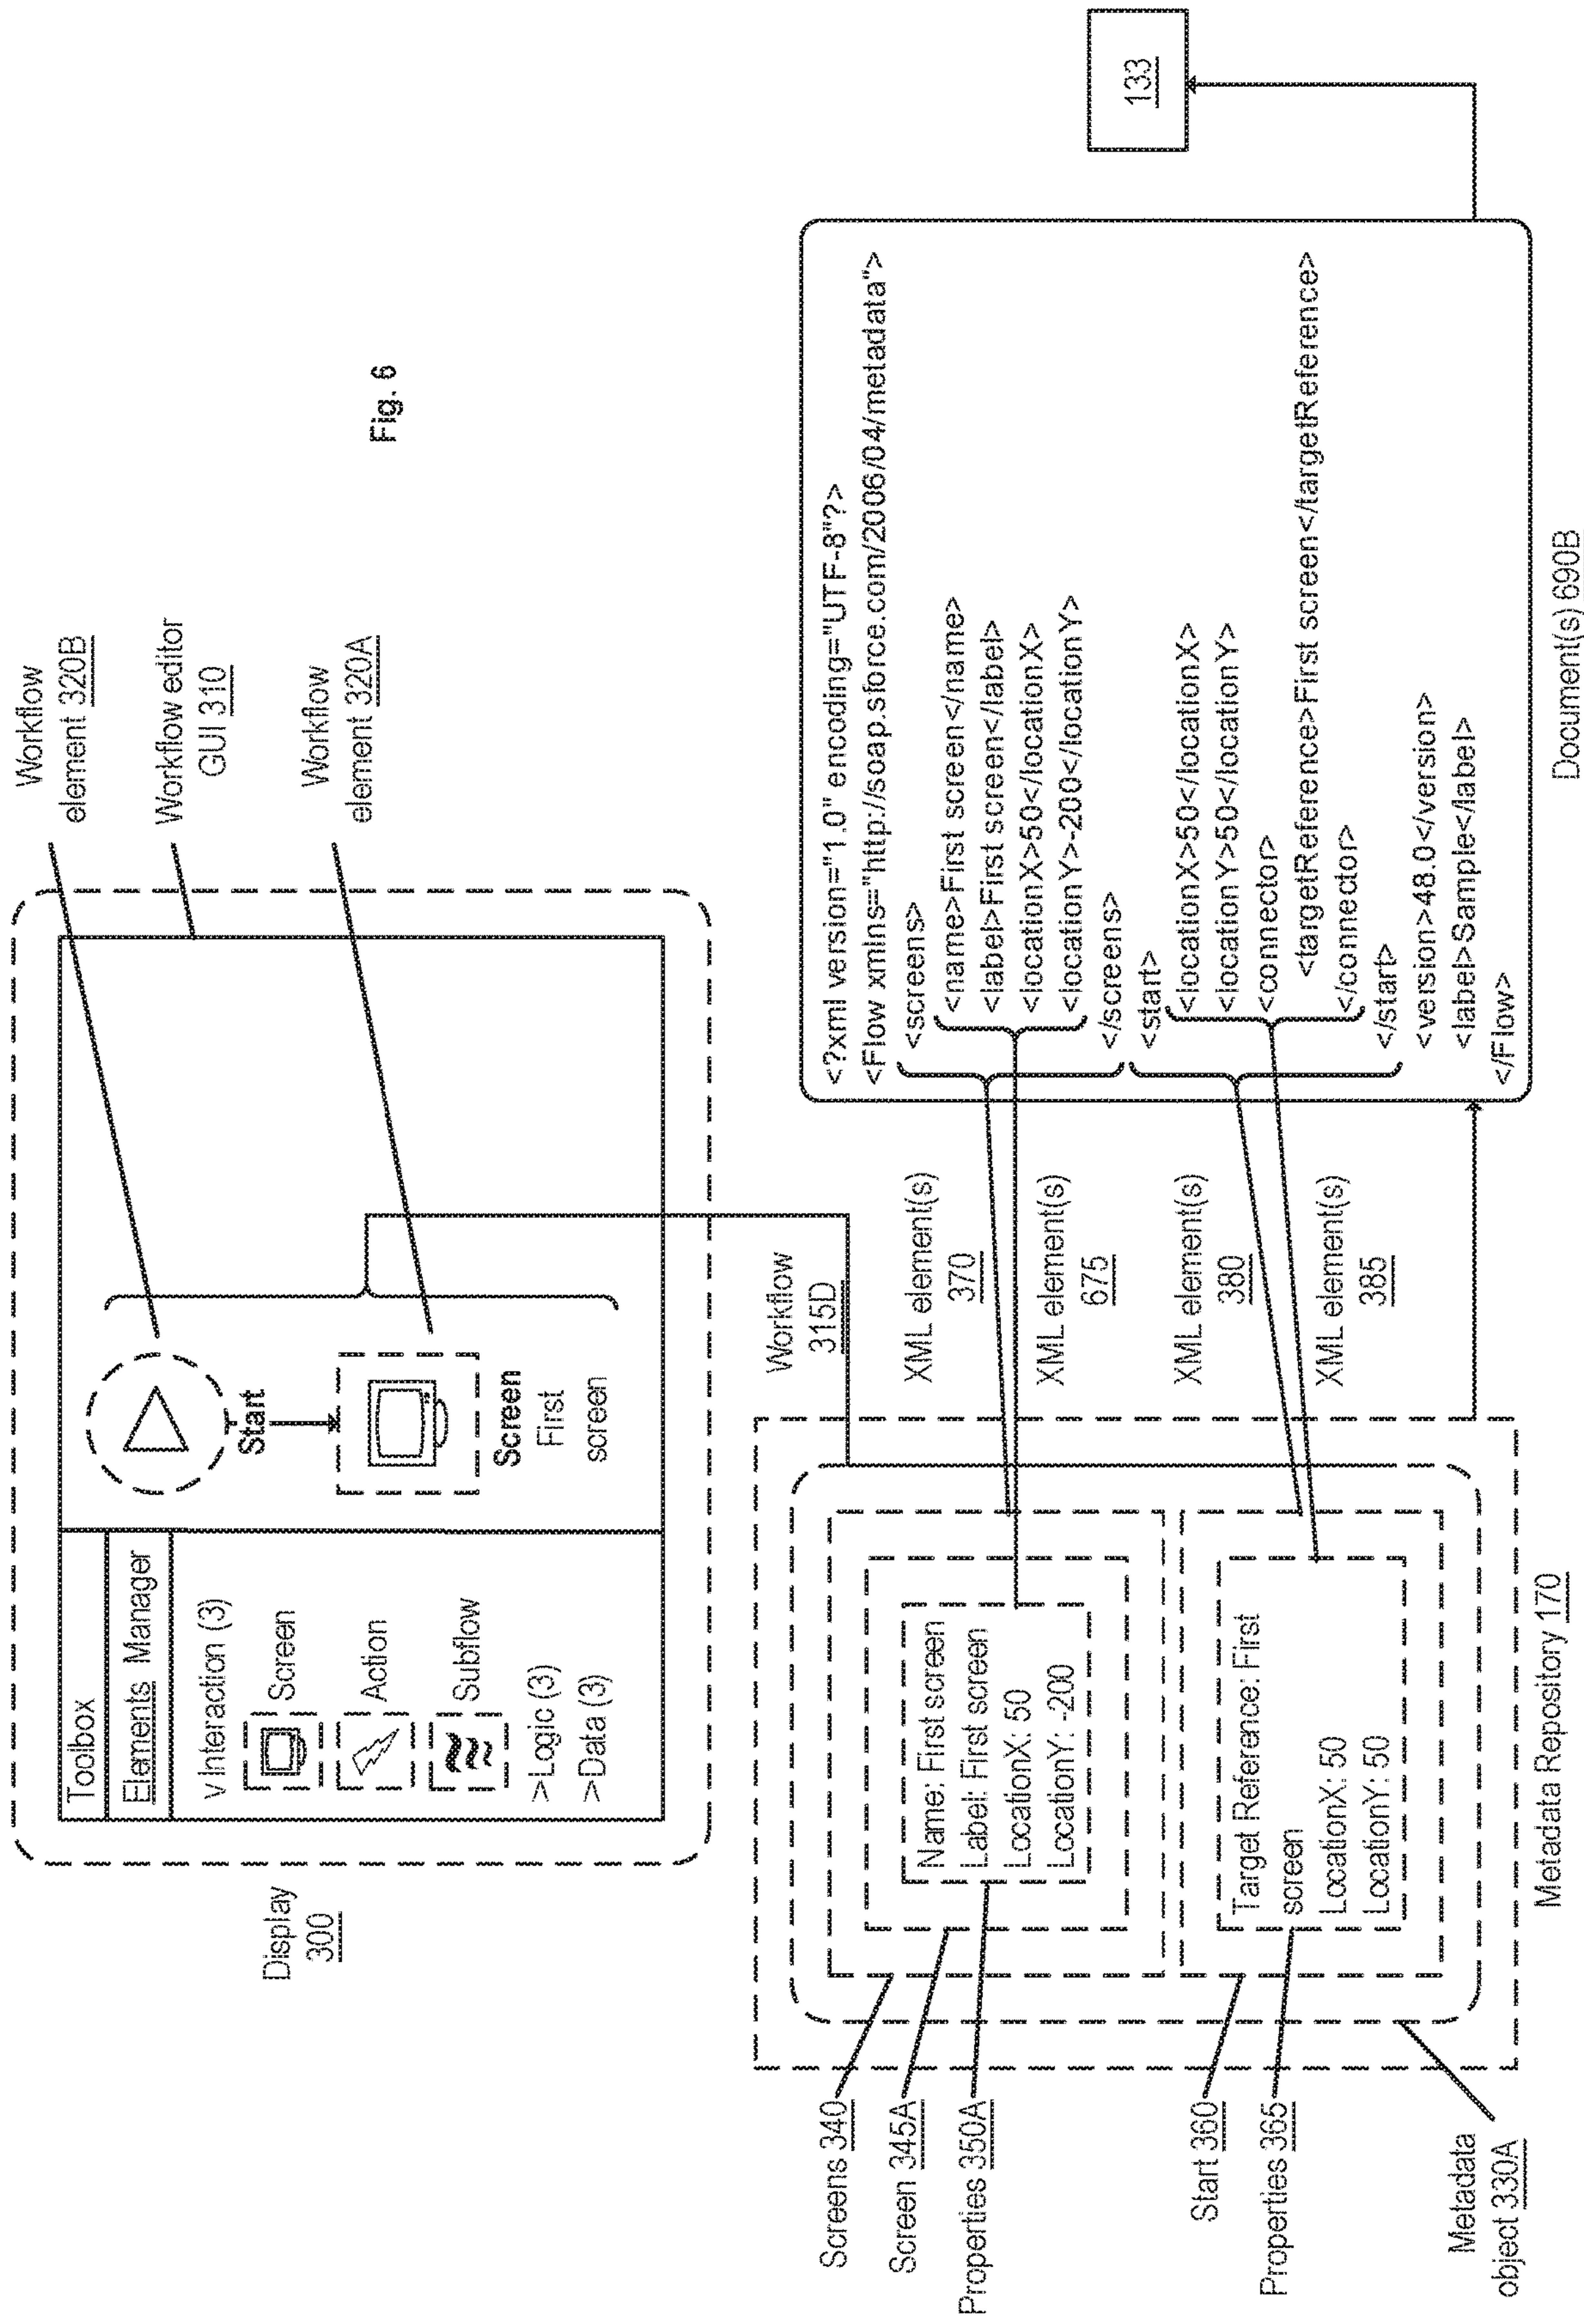 Display
300
Toolbox
Elements Manager
v Interaction (3)
Screen
Action
Subflow
>Logic (3)
>Data (3)
Start
Screen
First
screen
Workflow
element 320B
Workflow editor
GUI 310
Workflow
element 320A
Fig. 6
Workflow
315D
Screens 340
Screen 345A
Properties 350A
Start 360
Properties 365
Metadata
object 330A
Name: First screen
Label: First screen
LocationX: 50
LocationY: -200
Target Reference: First
screen
LocationX: 50
LocationY: 50
Metadata Repository 170
XML element(s)
370
XML element(s)
675
XML element(s)
380
XML element(s)
385
<?xml version="1.0" encoding="UTF-8"?>
<Flow xmlns="http://soap.sforce.com/2006/04/metadata">
<screens>
<name>First screen</name>
<label>First screen</label>
<locationX>50</locationX>
<locationY>-200</locationY>
</screens>
<start>
<locationX>50</locationX>
<locationY>50</locationY>
<connector>
<targetReference>First screen</targetReference>
</connector>
</start>
<version>48.0</version>
<label>Sample</label>
</Flow>
Document(s) 690B
133